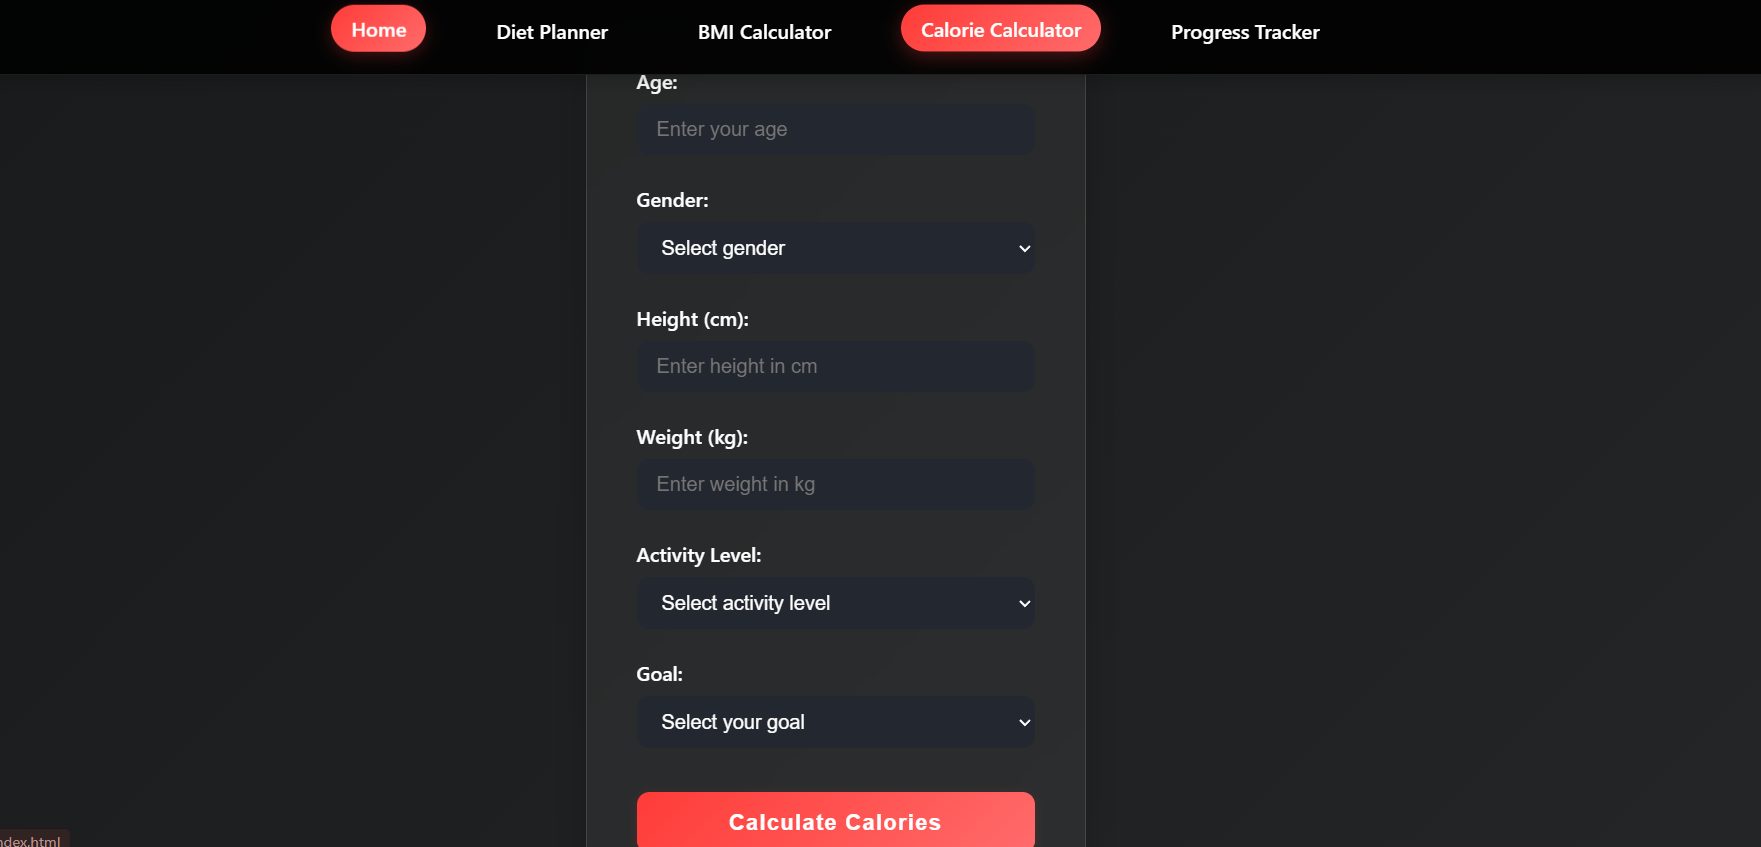 Home Diet Planner BMI Calculator Calorie Calculator Progress Tracker
Age:
Enter your age
Gender:
Select gender
Height (cm):
Enter height in cm
Weight (kg):
Enter weight in kg
Activity Level:
Select activity level
Goal:
Select your goal
Calculate Calories
ndex.html